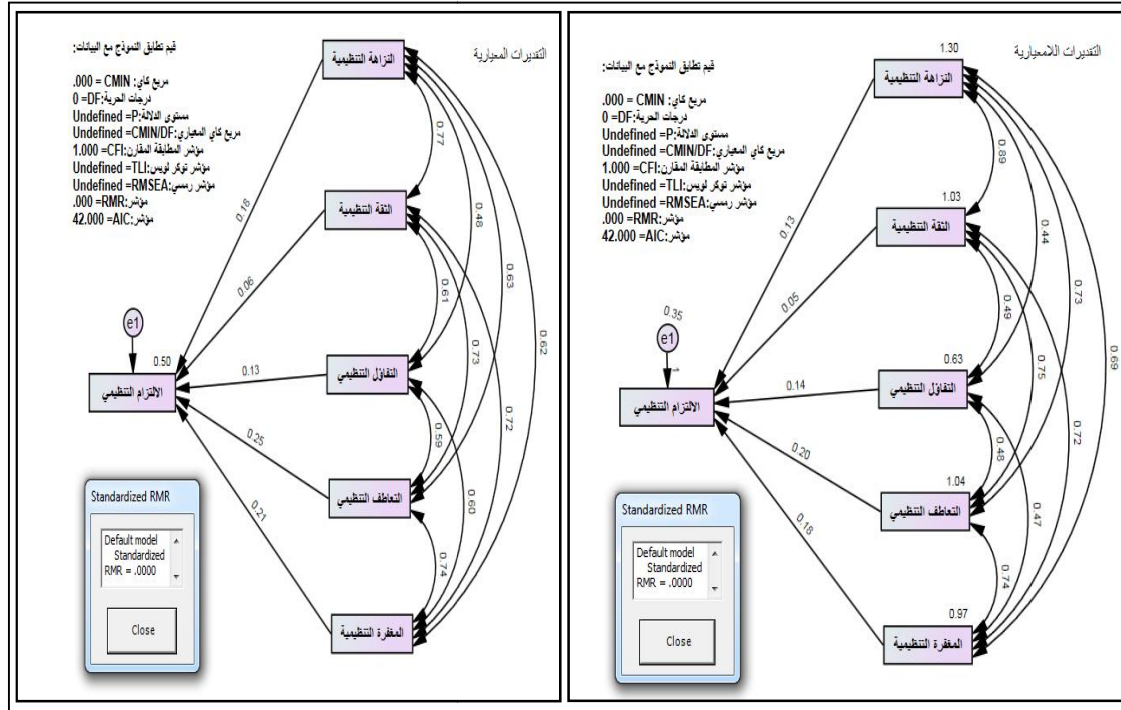 التقديرات المعيارية
قيم تطابق النموذج مع البيانات:
مربع كاي: CMIN = .000
درجات الحرية:DF= 0
مستوى الدلالة:P= Undefined
مربع كاي المعياري:CMIN/DF= Undefined
مؤشر المطابقة المقارن:CFI= 1.000
مؤشر توكر لويس:TLI= Undefined
مؤشر رمسي:RMSEA= Undefined
مؤشر:RMR= .000
مؤشر:AIC= 42.000
النزاهة التنظيمية
0.77
0.18
الثقة التنظيمية
0.48
0.06
0.61
0.63
0.62
e1
0.73
0.50
الالتزام التنظيمي
0.13
التفاؤل التنظيمي
0.59
0.72
0.25
التعاطف التنظيمي
0.60
0.21
0.74
المغفرة التنظيمية
Standardized RMR
Default model
Standardized
RMR = .0000
Close
التقديرات اللامعيارية
قيم تطابق النموذج مع البيانات:
مربع كاي: CMIN = .000
درجات الحرية:DF= 0
مستوى الدلالة:P= Undefined
مربع كاي المعياري:CMIN/DF= Undefined
مؤشر المطابقة المقارن:CFI= 1.000
مؤشر توكر لويس:TLI= Undefined
مؤشر رمسي:RMSEA= Undefined
مؤشر:RMR= .000
مؤشر:AIC= 42.000
1.30
النزاهة التنظيمية
0.89
0.13
1.03
الثقة التنظيمية
0.44
0.05
0.49
0.73
0.69
0.35
e1
1
0.75
الالتزام التنظيمي
0.14
0.63
التفاؤل التنظيمي
0.48
0.72
0.20
1.04
التعاطف التنظيمي
0.47
0.18
0.74
0.97
المغفرة التنظيمية
Standardized RMR
Default model
Standardized
RMR = .0000
Close